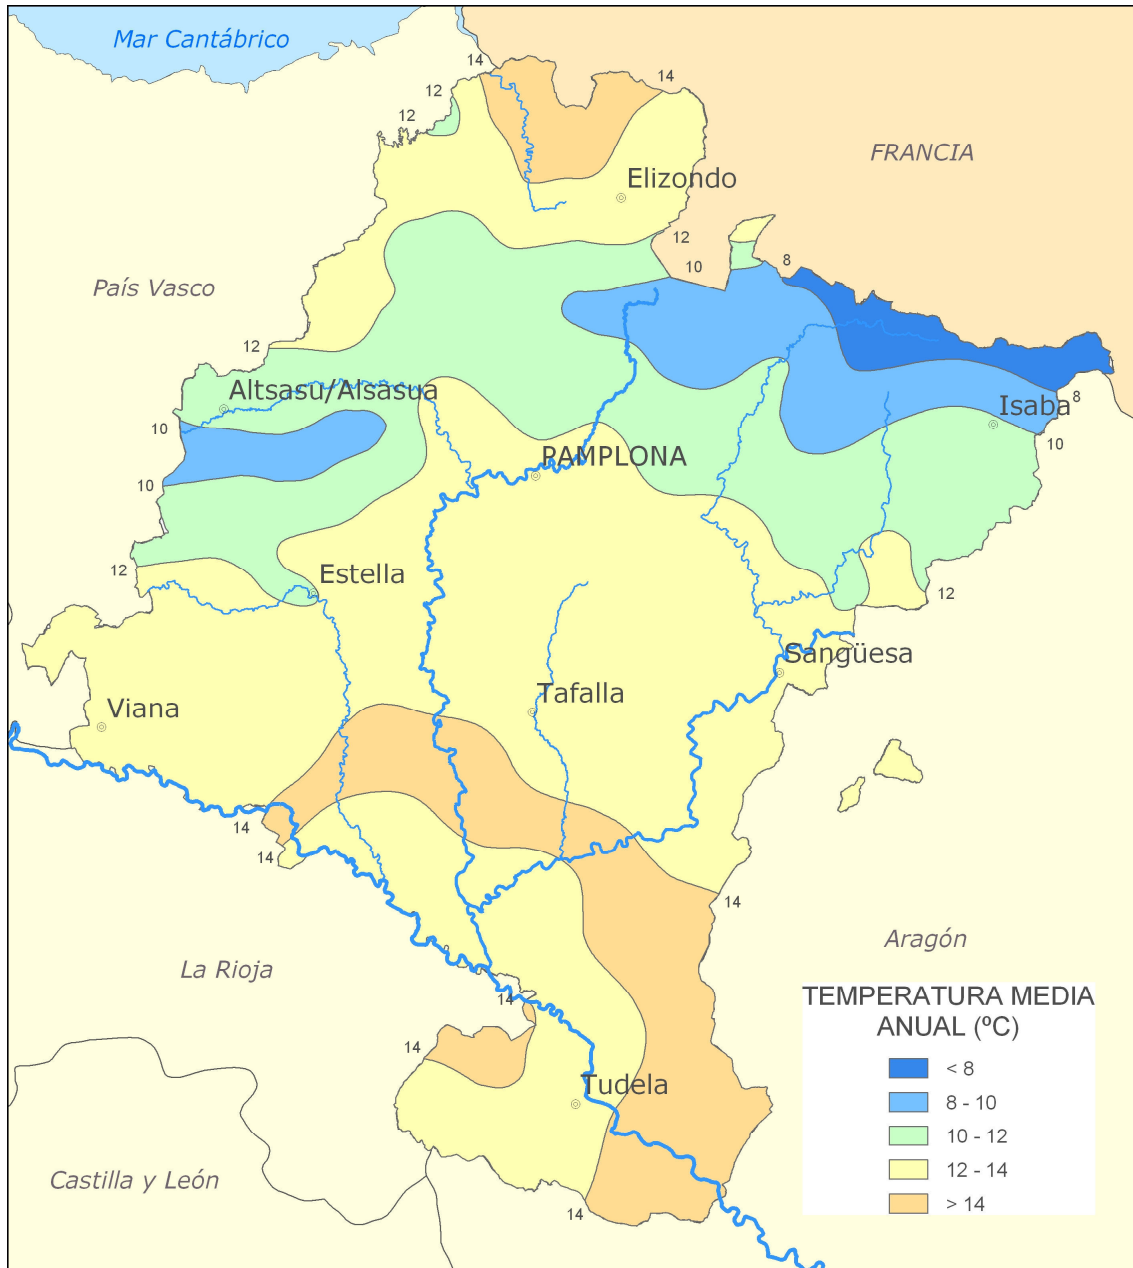 Mar Cantábrico
14
14
12
12
FRANCIA
Elizondo
12
10
8
País Vasco
12
Altsasu/Alsasua
8
Isaba
10
10
PAMPLONA
10
12
Estella
12
Sangüesa
Tafalla
Viana
14
14
14
Aragón
La Rioja
14
14
Tudela
Castilla y León
14
TEMPERATURA MEDIA
ANUAL (ºC)
< 8
8 - 10
10 - 12
12 - 14
> 14